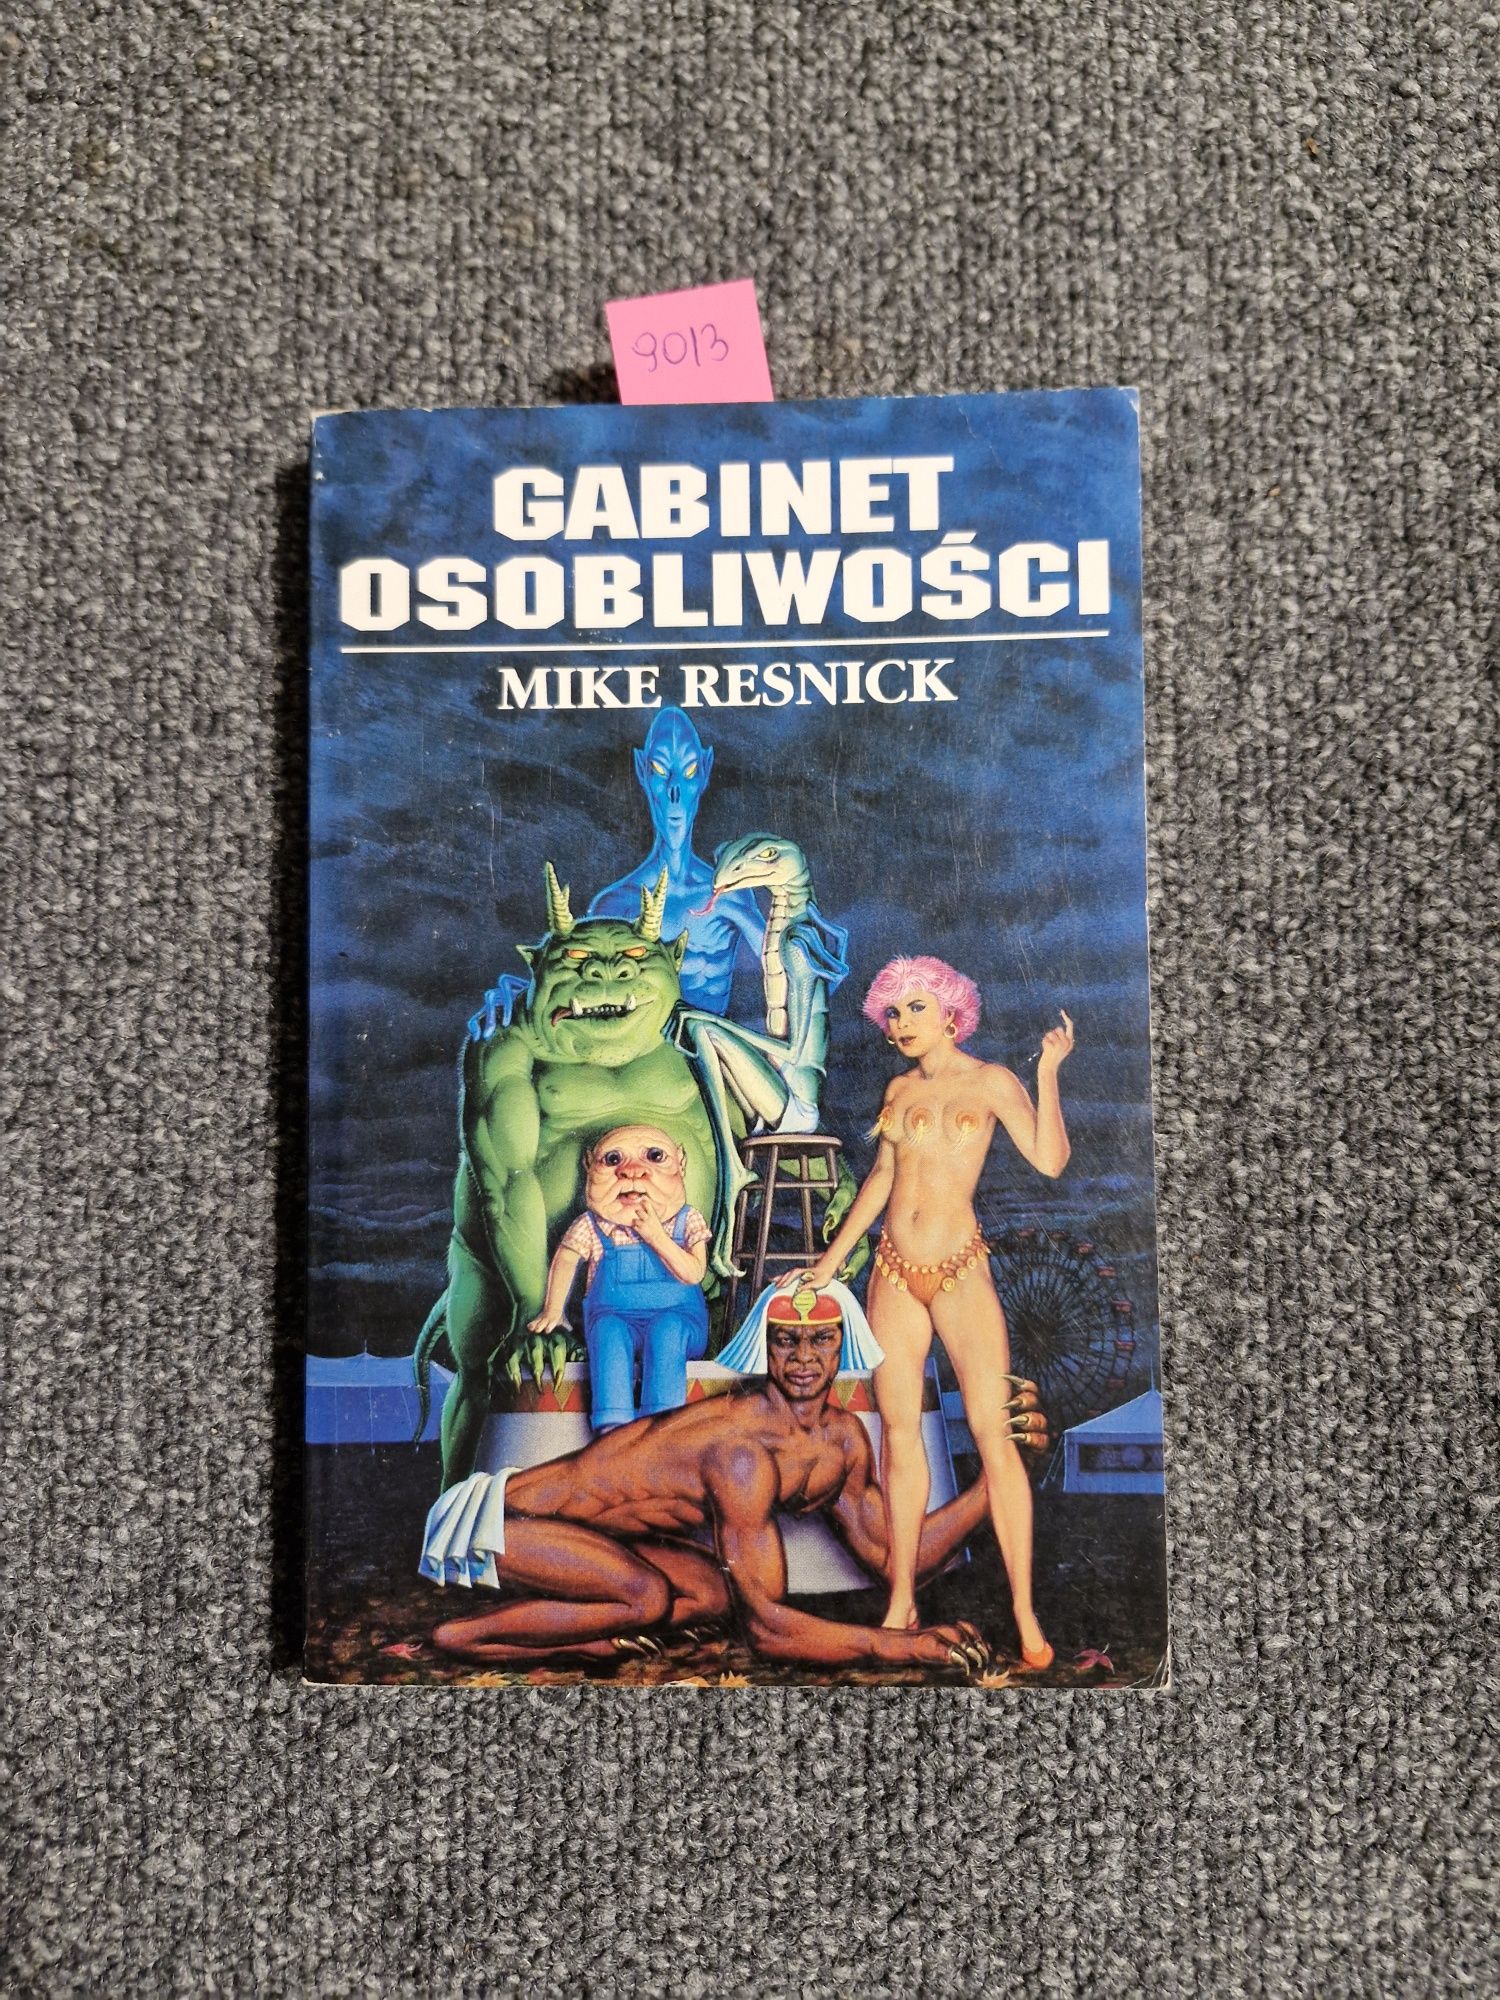 9013
GABINET
OSOBLIWOŚCI
MIKE RESNICK